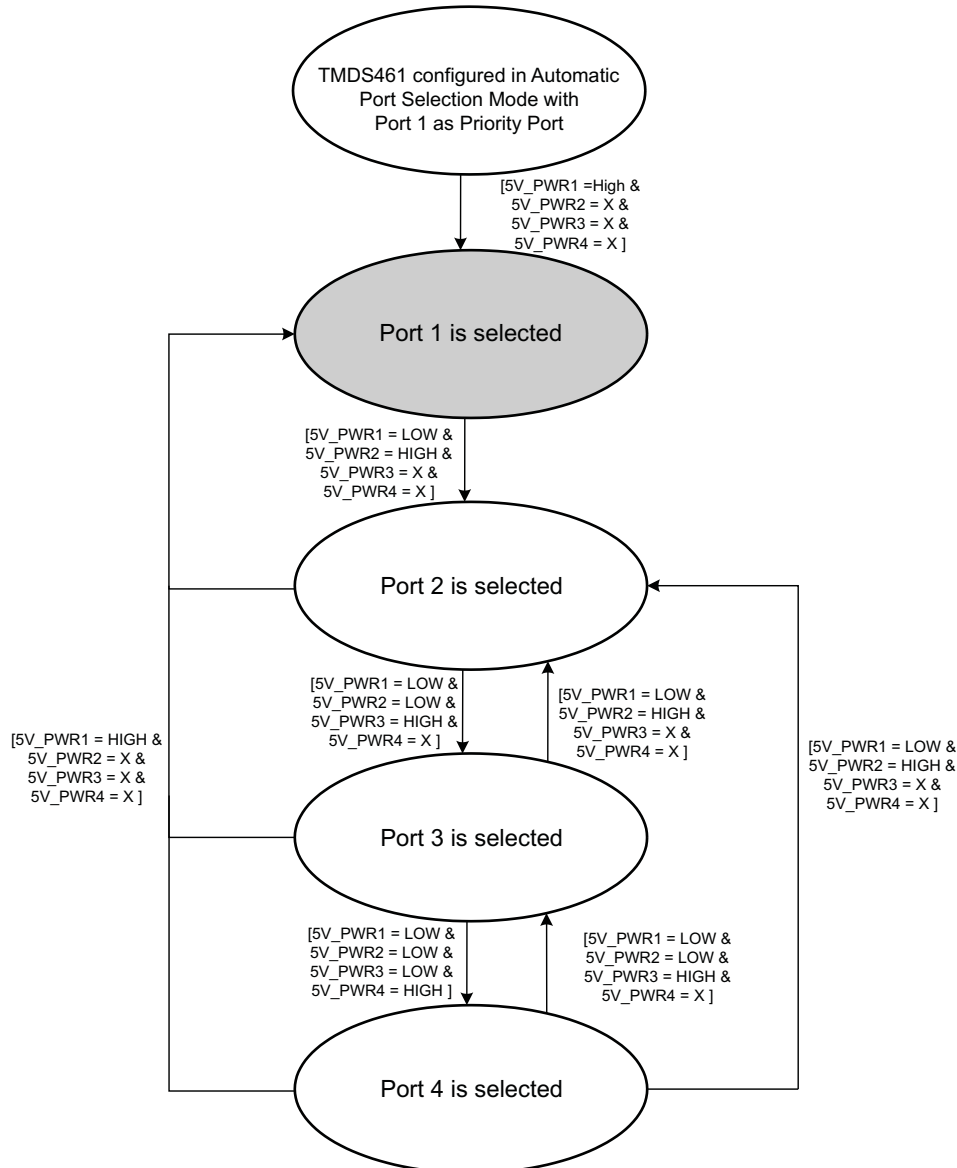 TMDS461 configured in Automatic
Port Selection Mode with
Port 1 as Priority Port
[5V_PWR1 =High &
5V_PWR2 = X &
5V_PWR3 = X &
5V_PWR4 = X ]
Port 1 is selected
[5V_PWR1 = LOW &
5V_PWR2 = HIGH &
5V_PWR3 = X &
5V_PWR4 = X ]
Port 2 is selected
[5V_PWR1 = LOW &
5V_PWR2 = LOW &
5V_PWR3 = HIGH &
5V_PWR4 = X ]
[5V_PWR1 = LOW &
5V_PWR2 = HIGH &
5V_PWR3 = X &
5V_PWR4 = X ]
[5V_PWR1 = HIGH &
5V_PWR2 = X &
5V_PWR3 = X &
5V_PWR4 = X ]
[5V_PWR1 = LOW &
5V_PWR2 = HIGH &
5V_PWR3 = X &
5V_PWR4 = X ]
Port 3 is selected
[5V_PWR1 = LOW &
5V_PWR2 = LOW &
5V_PWR3 = LOW &
5V_PWR4 = HIGH ]
[5V_PWR1 = LOW &
5V_PWR2 = LOW &
5V_PWR3 = HIGH &
5V_PWR4 = X ]
Port 4 is selected